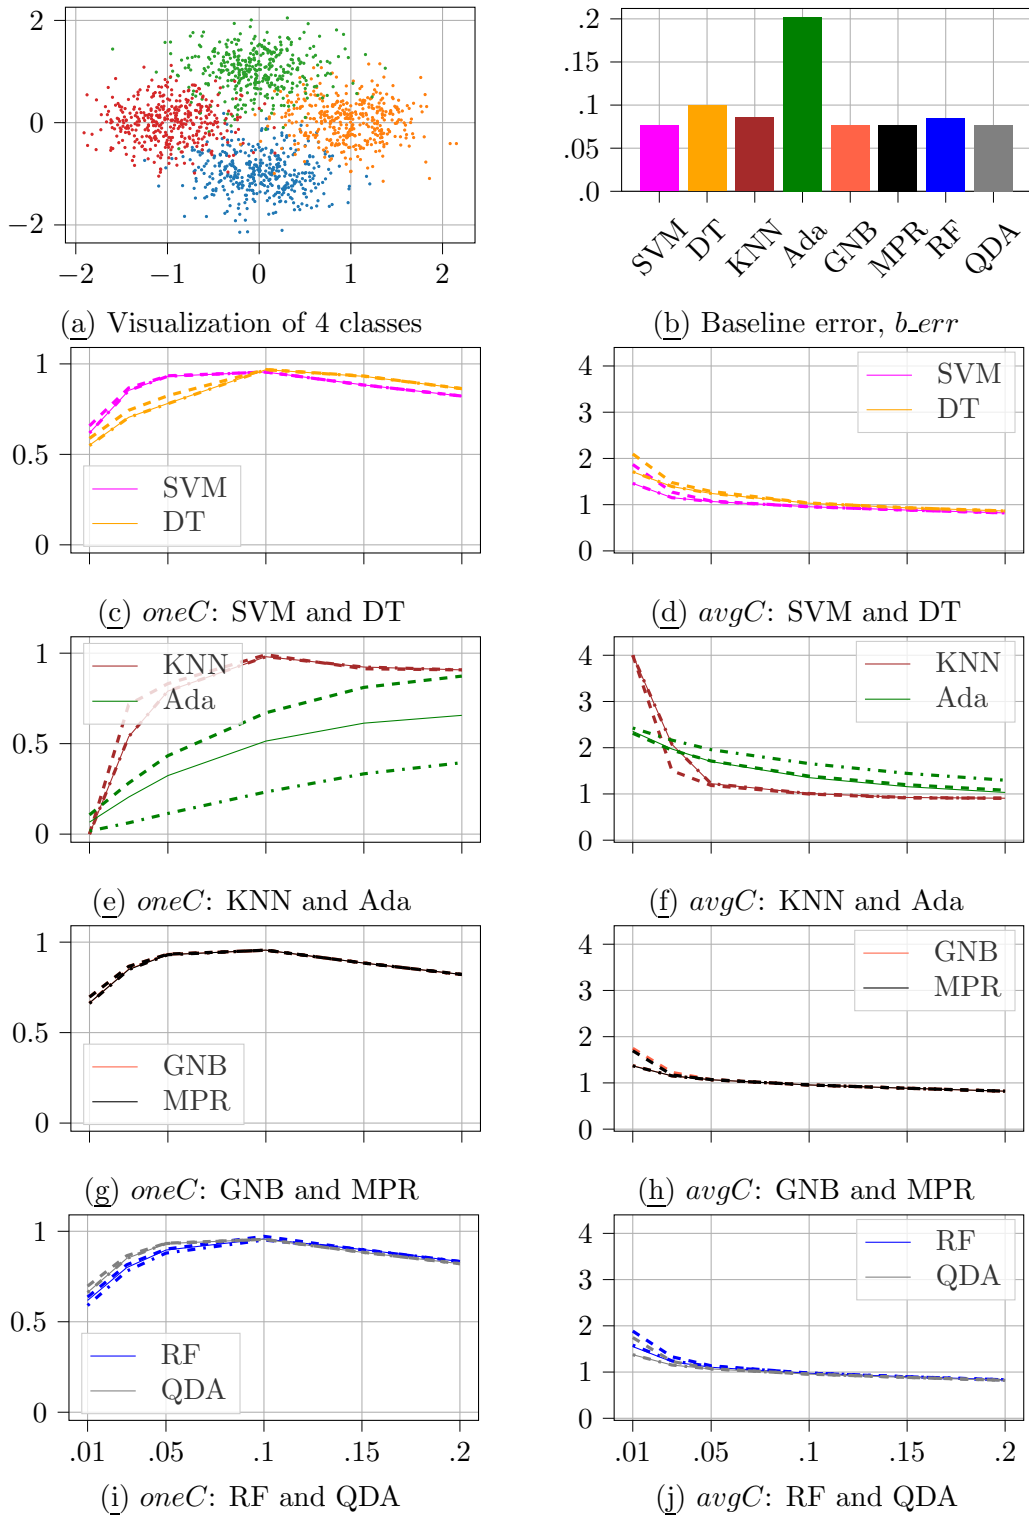 2
0
−2
−2 −1 0 1 2
(a) Visualization of 4 classes
.2
.15
.1
.05
.0
SVM DT KNN Ada GNB MPR RF QDA
(b) Baseline error, b_err
1
0.5
0
SVM
DT
(c) oneC: SVM and DT
4
3
2
1
0
SVM
DT
(d) avgC: SVM and DT
1
0.5
0
KNN
Ada
(e) oneC: KNN and Ada
4
3
2
1
0
KNN
Ada
(f) avgC: KNN and Ada
1
0.5
0
GNB
MPR
(g) oneC: GNB and MPR
4
3
2
1
0
GNB
MPR
(h) avgC: GNB and MPR
1
0.5
0
RF
QDA
.01 .05 .1 .15 .2
(i) oneC: RF and QDA
4
3
2
1
0
RF
QDA
.01 .05 .1 .15 .2
(j) avgC: RF and QDA